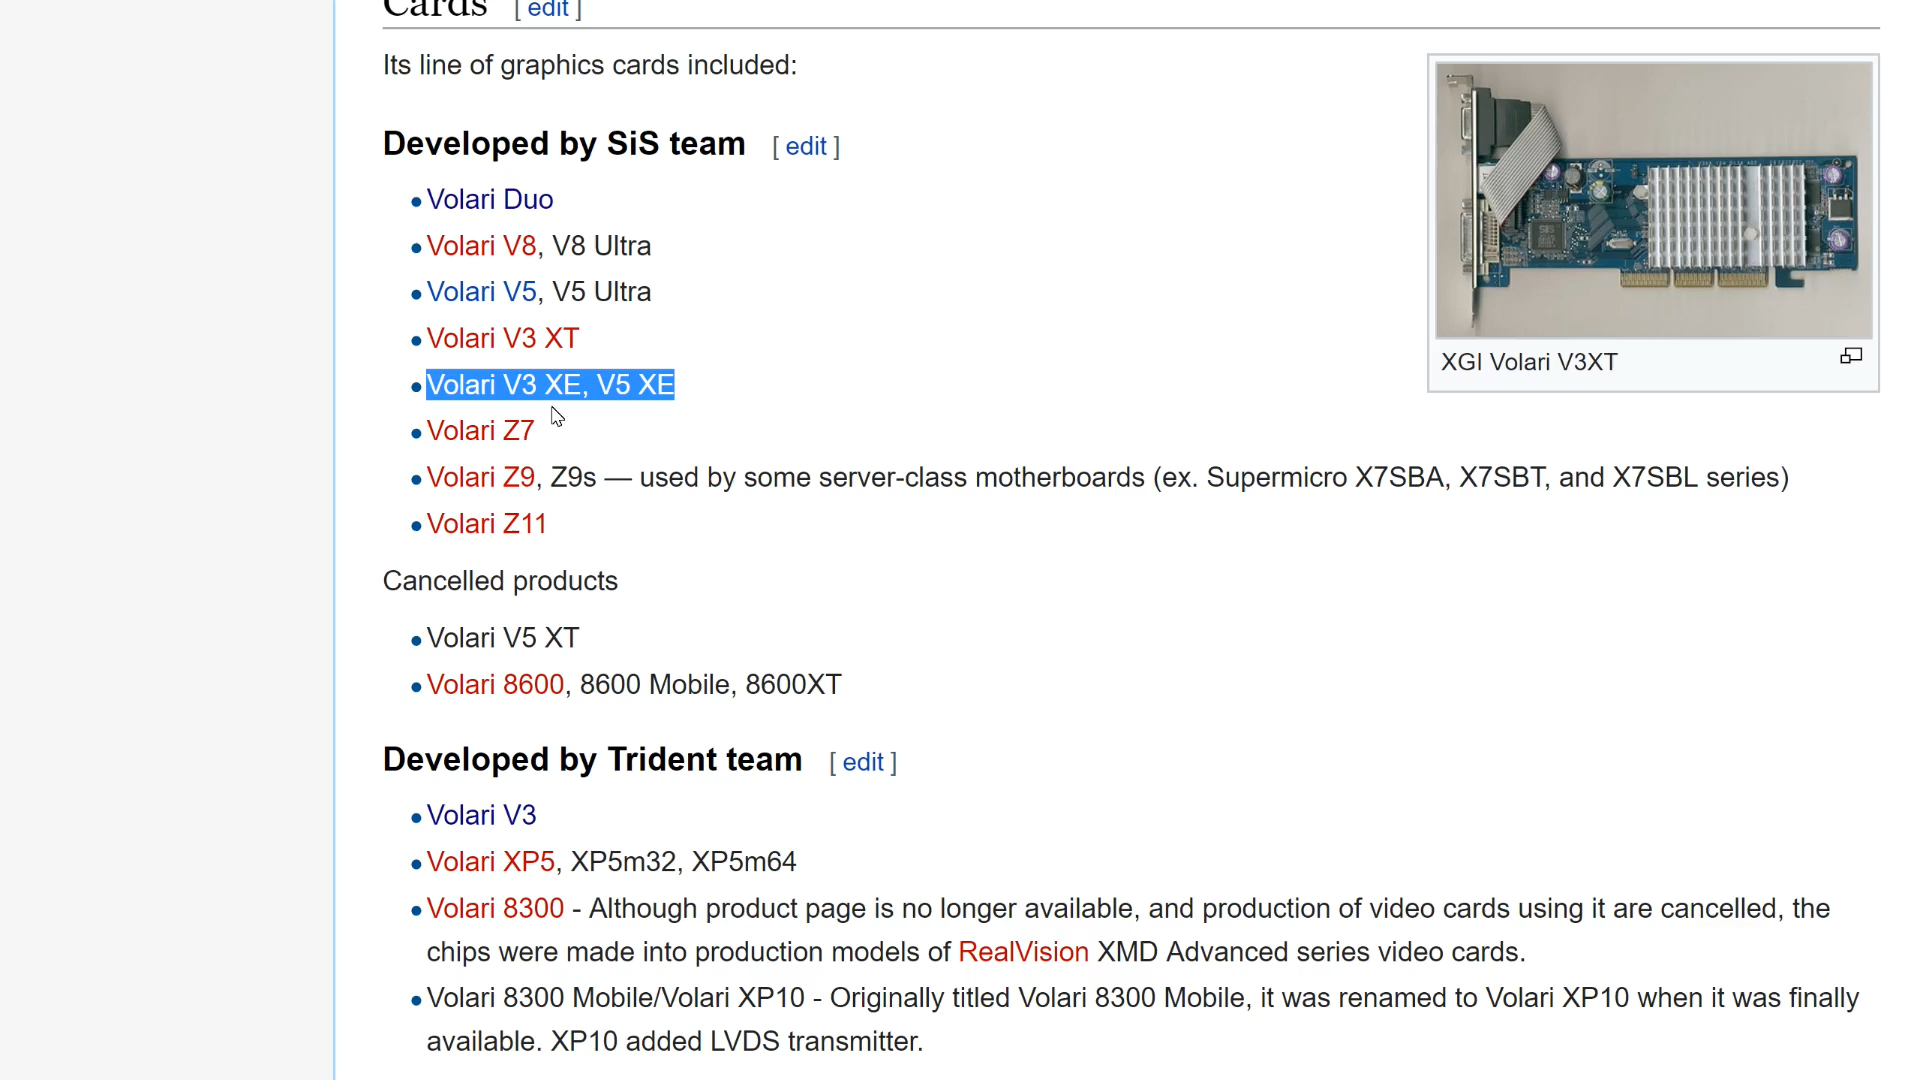 Cards [ edit ]
Its line of graphics cards included:
Developed by SiS team [ edit ]
Volari Duo
Volari V8, V8 Ultra
Volari V5, V5 Ultra
Volari V3 XT
Volari V3 XE, V5 XE
Volari Z7
Volari Z9, Z9s — used by some server-class motherboards (ex. Supermicro X7SBA, X7SBT, and X7SBL series)
Volari Z11
XGI Volari V3XT
Cancelled products
Volari V5 XT
Volari 8600, 8600 Mobile, 8600XT
Developed by Trident team [ edit ]
Volari V3
Volari XP5, XP5m32, XP5m64
Volari 8300 - Although product page is no longer available, and production of video cards using it are cancelled, the
chips were made into production models of RealVision XMD Advanced series video cards.
Volari 8300 Mobile/Volari XP10 - Originally titled Volari 8300 Mobile, it was renamed to Volari XP10 when it was finally
available. XP10 added LVDS transmitter.